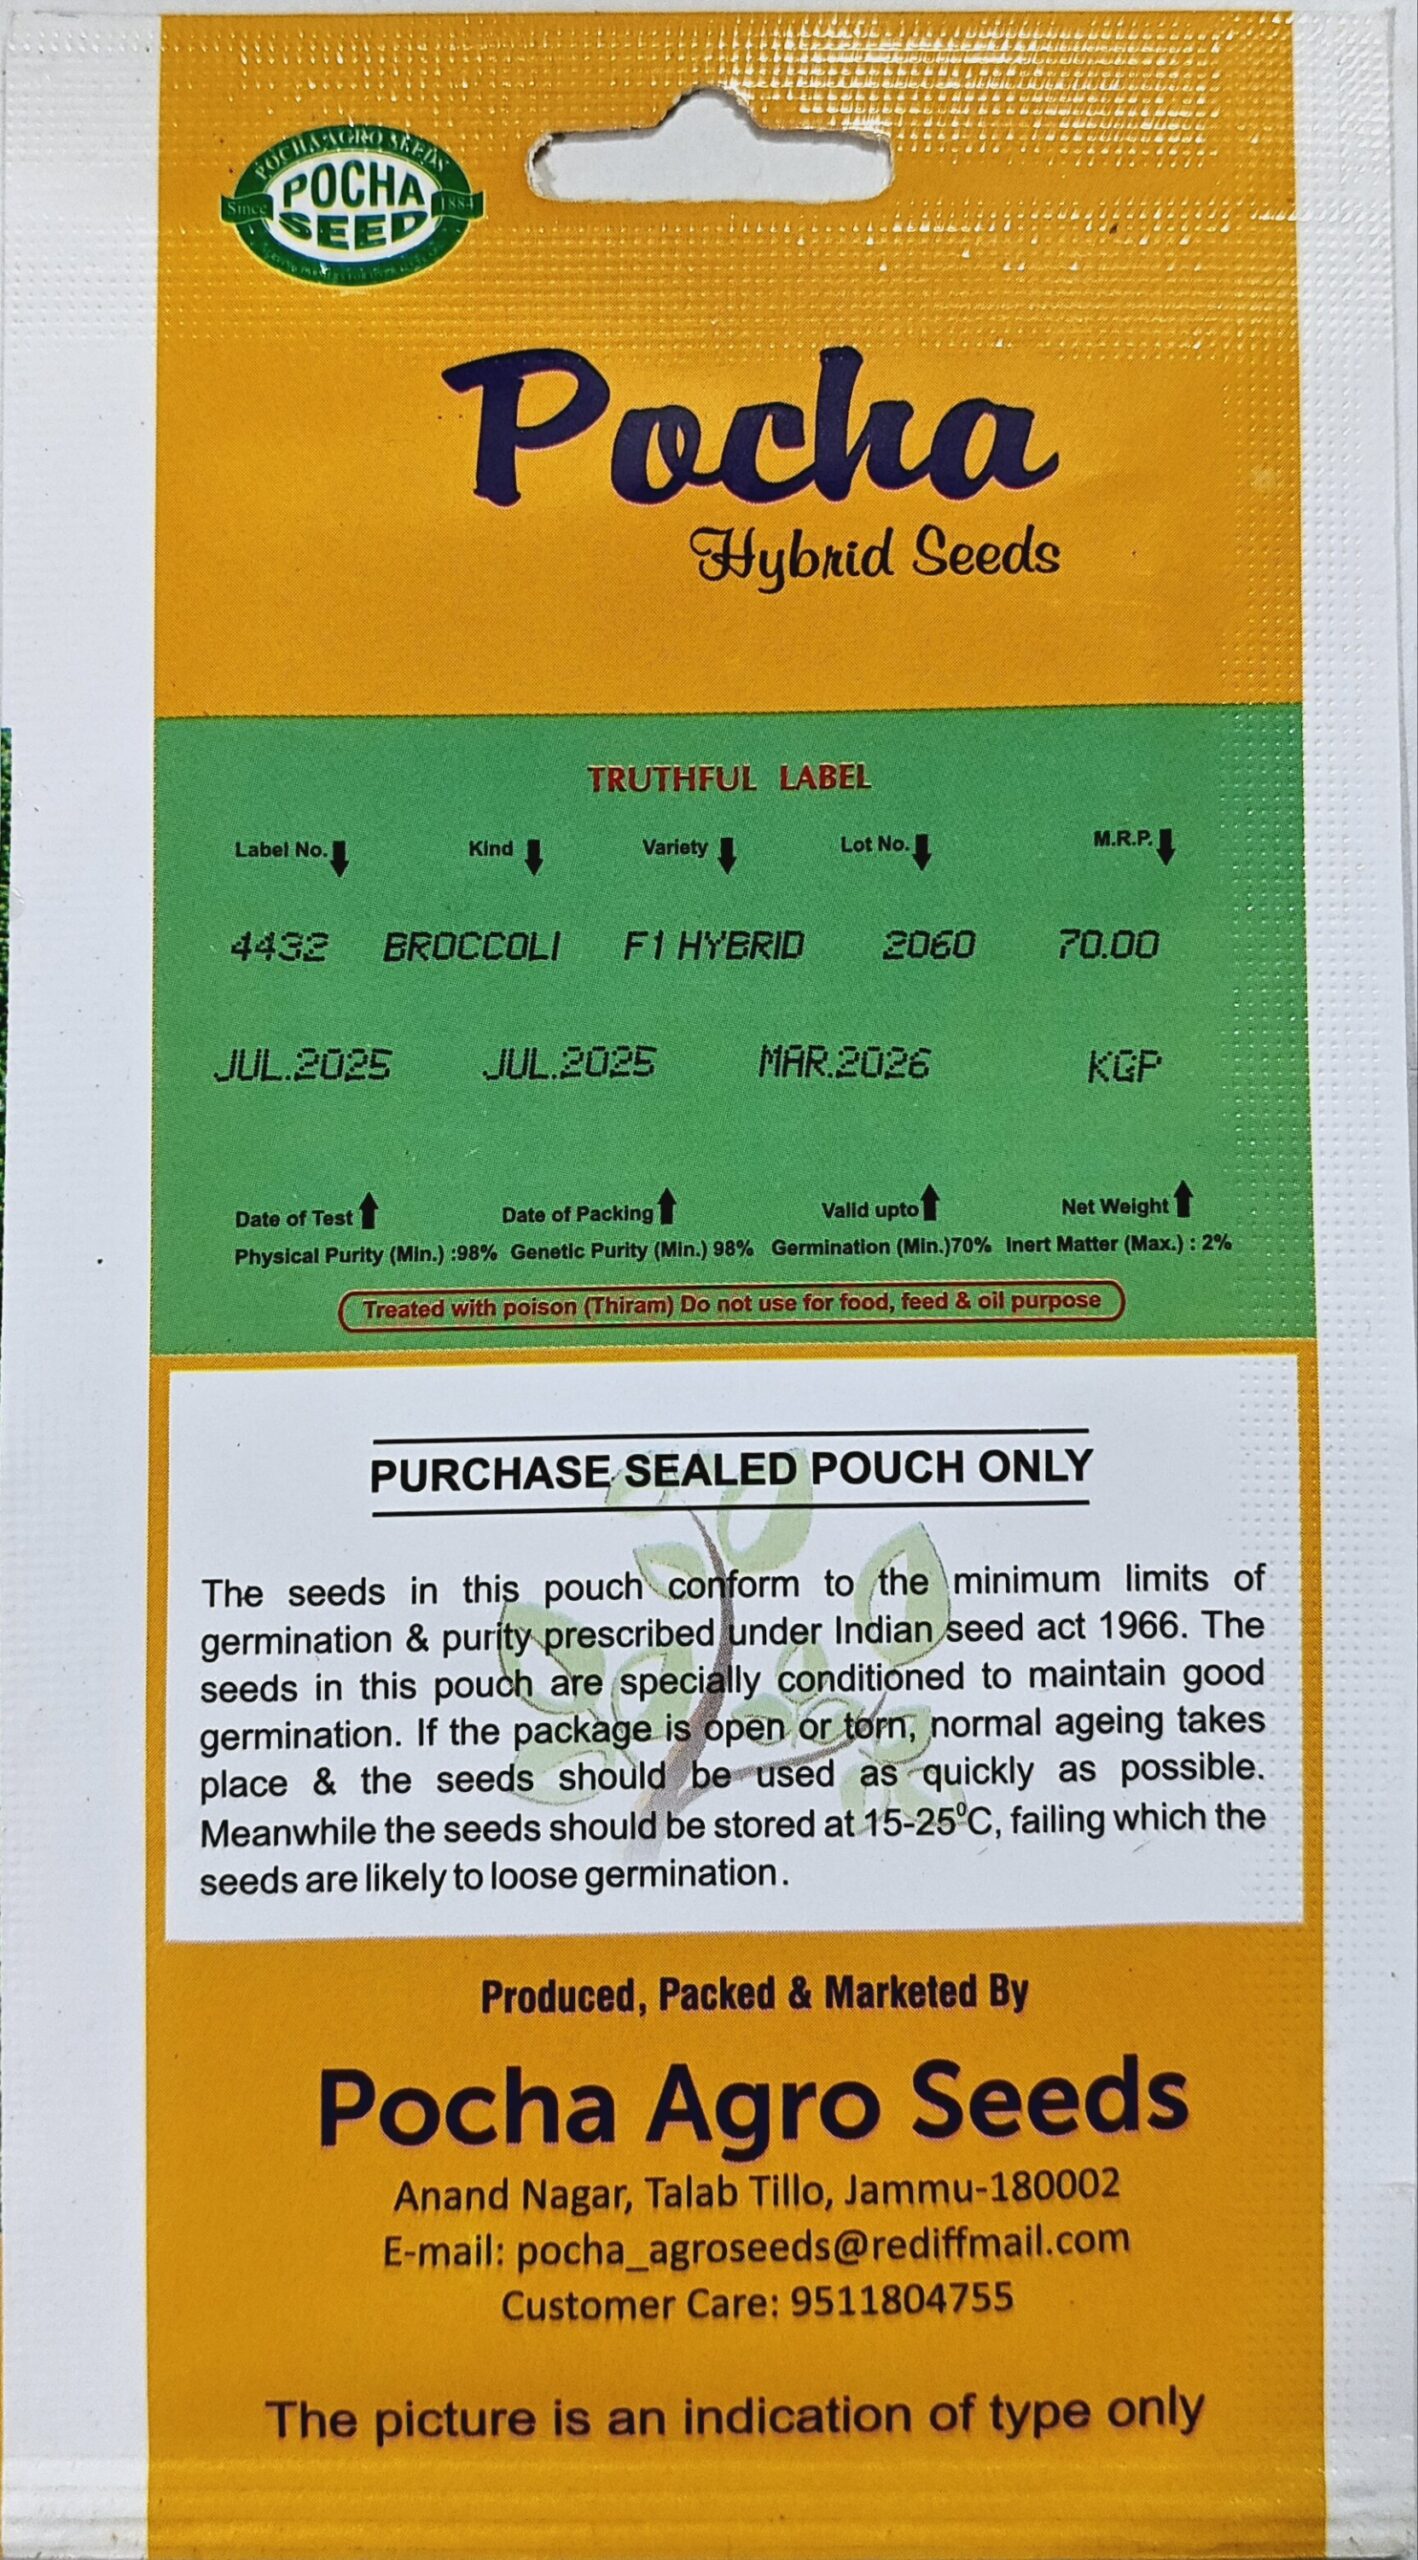 POCHA AGRO SEEDS
POCHA
Since 1884
SEED
Pocha
Hybrid Seeds
TRUTHFUL LABEL
Label No. Kind Variety Lot No. M.R.P.
4432 BROCCOLI F1 HYBRID 2060 70.00
JUL.2025 JUL.2025 MAR.2026 KGP
Date of Test Date of Packing Valid upto Net Weight
Physical Purity (Min.) :98% Genetic Purity (Min.) 98% Germination (Min.)70% Inert Matter (Max.) : 2%
Treated with poison (Thiram) Do not use for food, feed & oil purpose
PURCHASE SEALED POUCH ONLY
The seeds in this pouch conform to the minimum limits of
germination & purity prescribed under Indian seed act 1966. The
seeds in this pouch are specially conditioned to maintain good
germination. If the package is open or torn, normal ageing takes
place & the seeds should be used as quickly as possible.
Meanwhile the seeds should be stored at 15-25⁰C, failing which the
seeds are likely to loose germination.
Produced, Packed & Marketed By
Pocha Agro Seeds
Anand Nagar, Talab Tillo, Jammu-180002
E-mail: pocha_agroseeds@rediffmail.com
Customer Care: 9511804755
The picture is an indication of type only